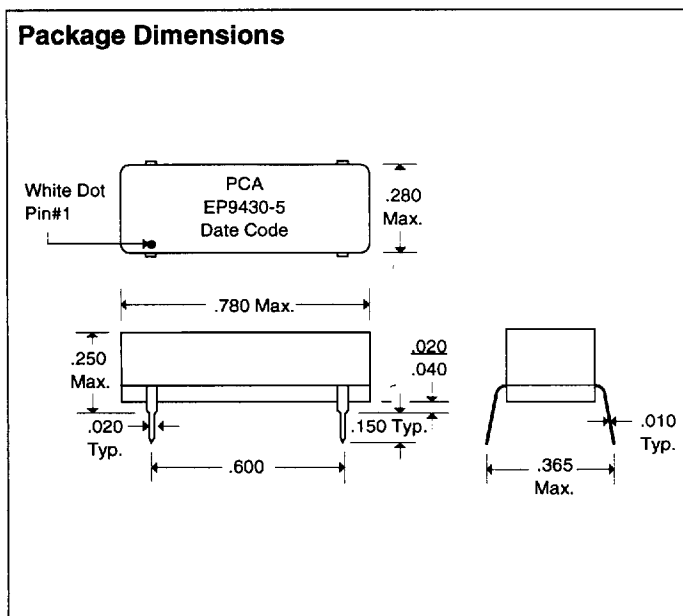 Package Dimensions
White Dot
Pin#1
PCA
EP9430-5
Date Code
.280
Max.
.780 Max.
.250
Max.
.020
.040
.020
Typ.
.150 Typ.
.600
.010
Typ.
.365
Max.